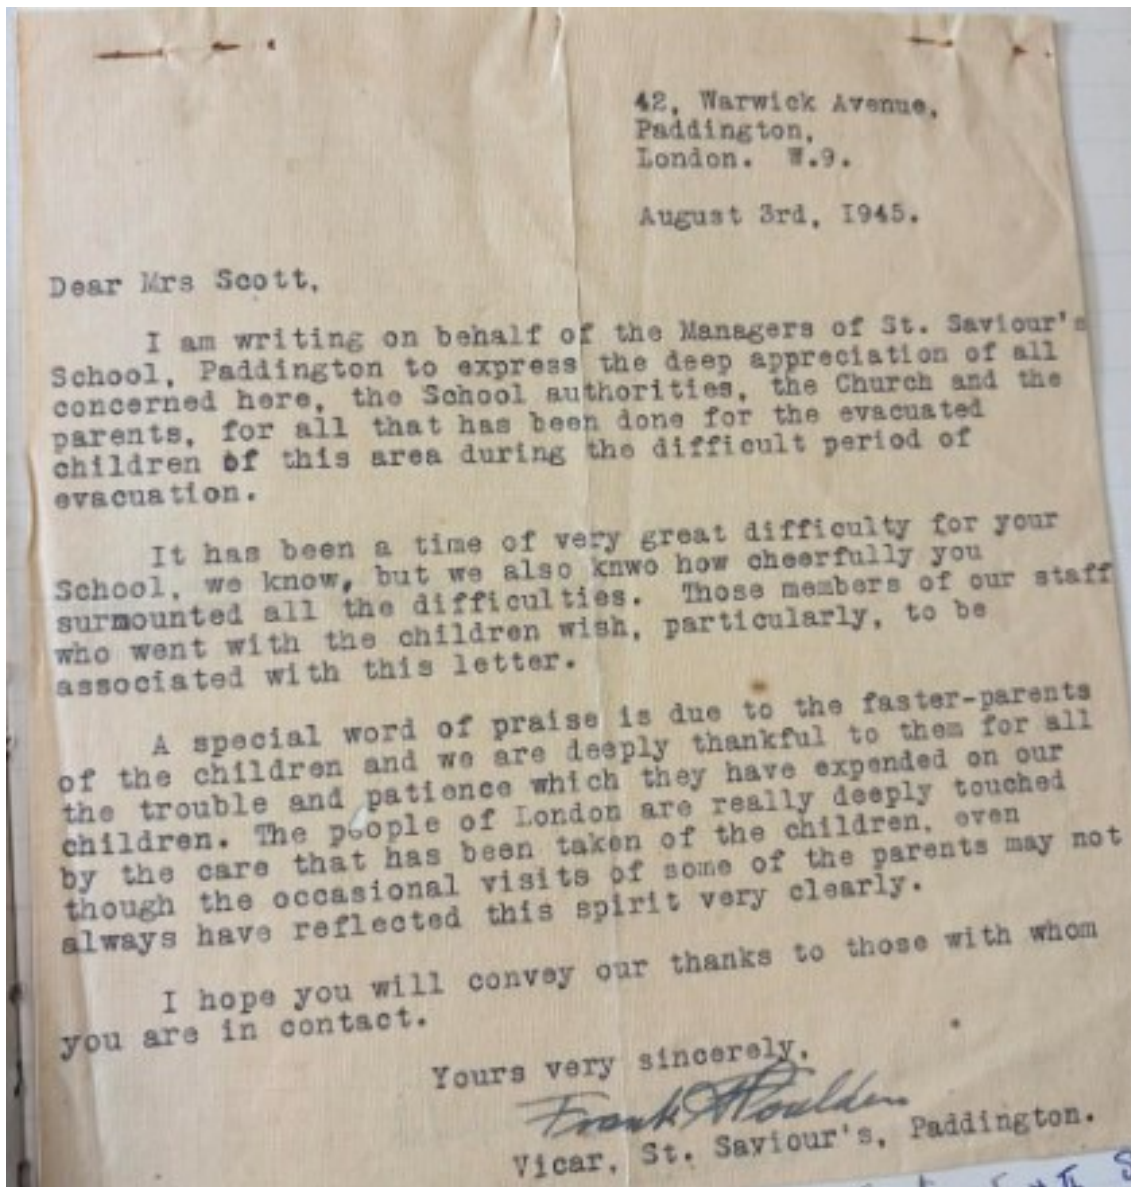 42, Warwick Avenue,
Paddington,
London. W.9.
August 3rd, I945.
Dear Mrs Scott,
I am writing on behalf of the Managers of St. Saviour's
School, Paddington to express the deep appreciation of all
concerned here, the School authorities, the Church and the
parents, for all that has been done for the evacuated
children of this area during the difficult period of
evacuation.
It has been a time of very great difficulty for your
School, we know, but we also knwo how cheerfully you
surmounted all the difficulties. Those members of our staff
who went with the children wish, particularly, to be
associated with this letter.
A special word of praise is due to the faster-parents
of the children and we are deeply thankful to them for all
the trouble and patience which they have expended on our
children. The people of London are really deeply touched
by the care that has been taken of the children, even
though the occasional visits of some of the parents may not
always have reflected this spirit very clearly.
I hope you will convey our thanks to those with whom
you are in contact.
Yours very sincerely,
Frank
Vicar, St. Saviour's, Paddington.